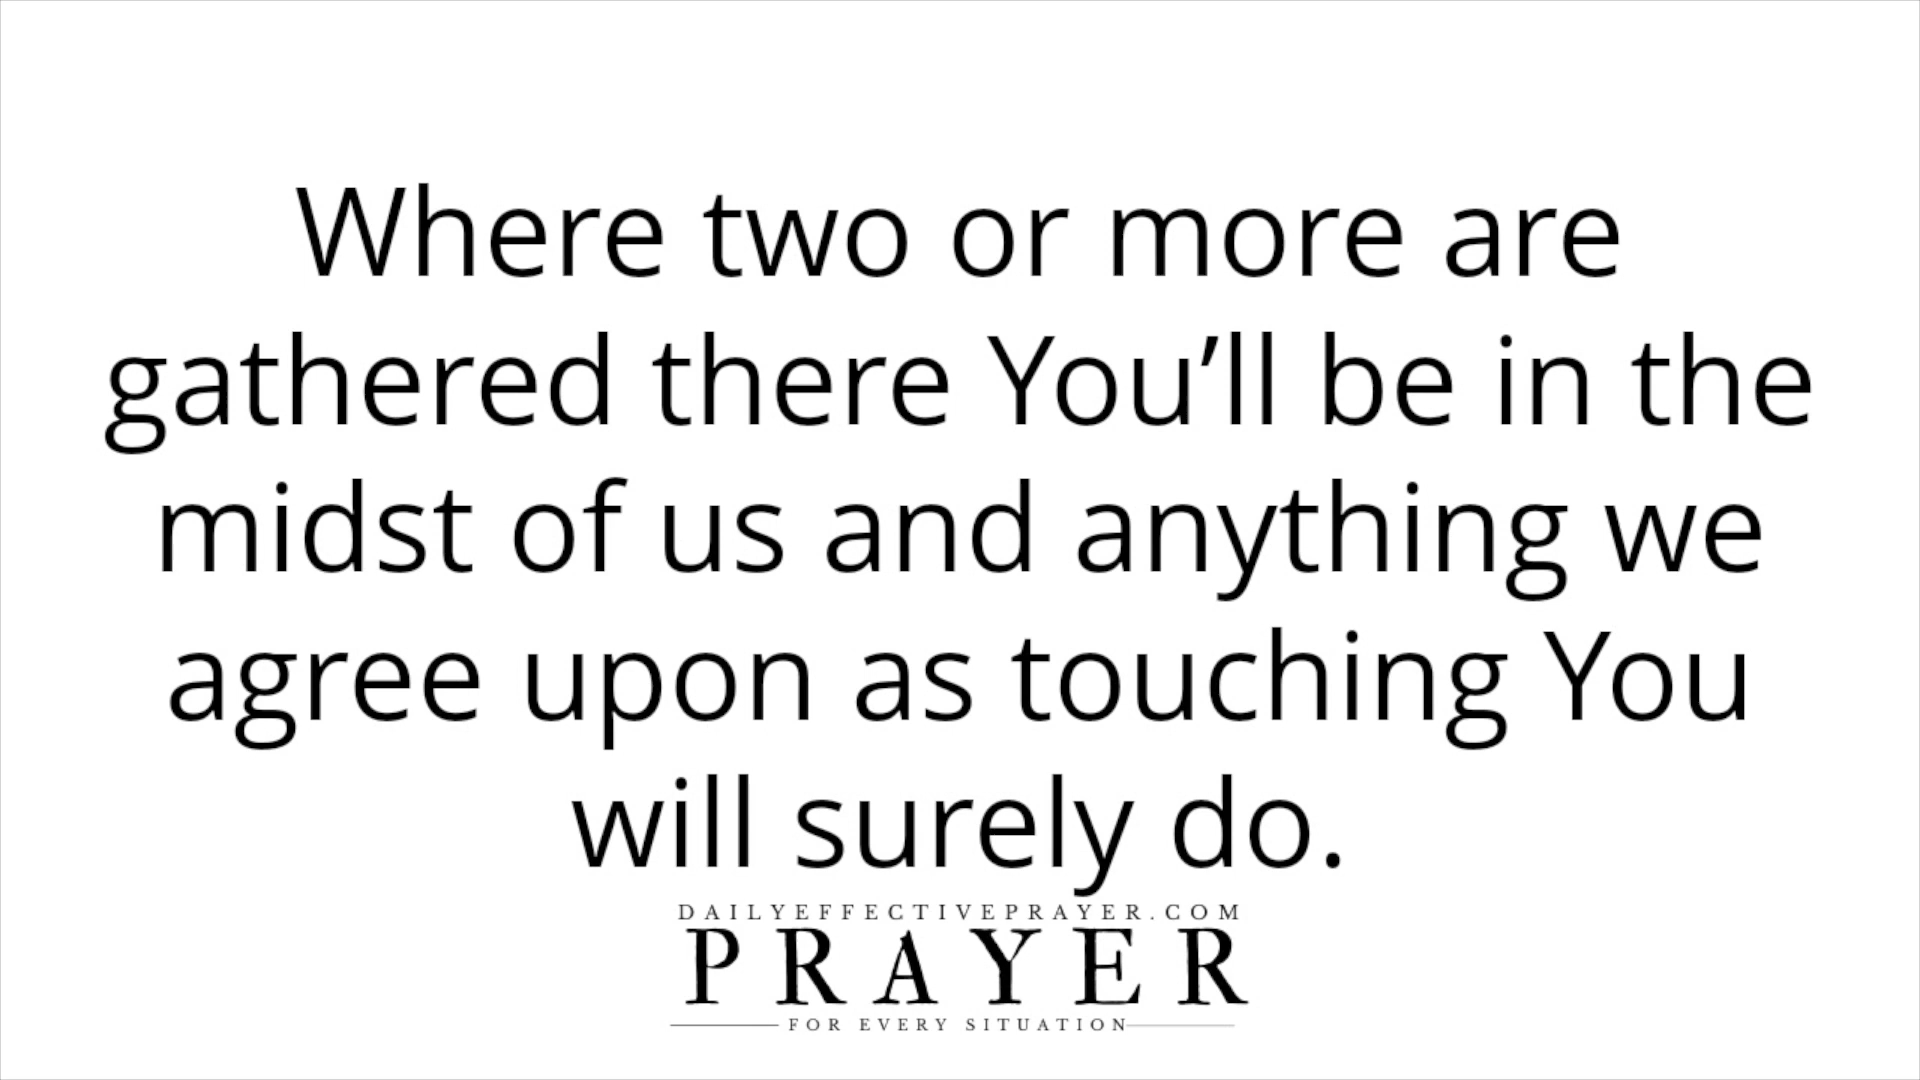 Where two or more are
gathered there You’ll be in the
midst of us and anything we
agree upon as touching You
will surely do.
DAILYEFFECTIVEPRAYER.COM
PRAYER
FOR EVERY SITUATION